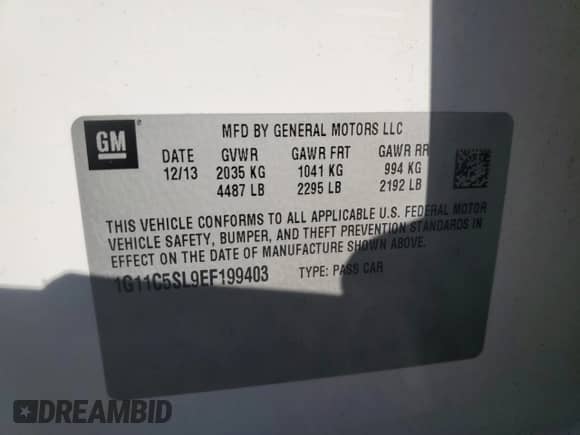 GM ®
MFD BY GENERAL MOTORS LLC
DATE GVWR GAWR FRT GAWR RR
12/13 2035 KG 1041 KG 994 KG
4487 LB 2295 LB 2192 LB
THIS VEHICLE CONFORMS TO ALL APPLICABLE U.S. FEDERAL MOTOR
VEHICLE SAFETY, BUMPER, AND THEFT PREVENTION STANDARDS IN
EFFECT ON THE DATE OF MANUFACTURE SHOWN ABOVE.
1G11C5SL9EF199403 TYPE: PASS CAR
DREAMBID